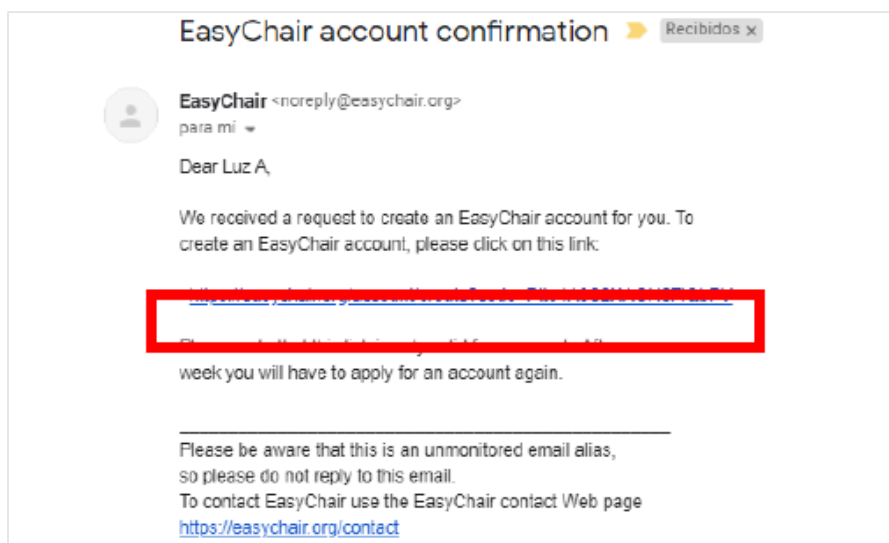 EasyChair account confirmation Recibidos x
EasyChair <noreply@easychair.org>
para mí
Dear Luz A,
We received a request to create an EasyChair account for you. To
create an EasyChair account, please click on this link:
week you will have to apply for an account again.
Please be aware that this is an unmonitored email alias,
so please do not reply to this email.
To contact EasyChair use the EasyChair contact Web page
https://easychair.org/contact